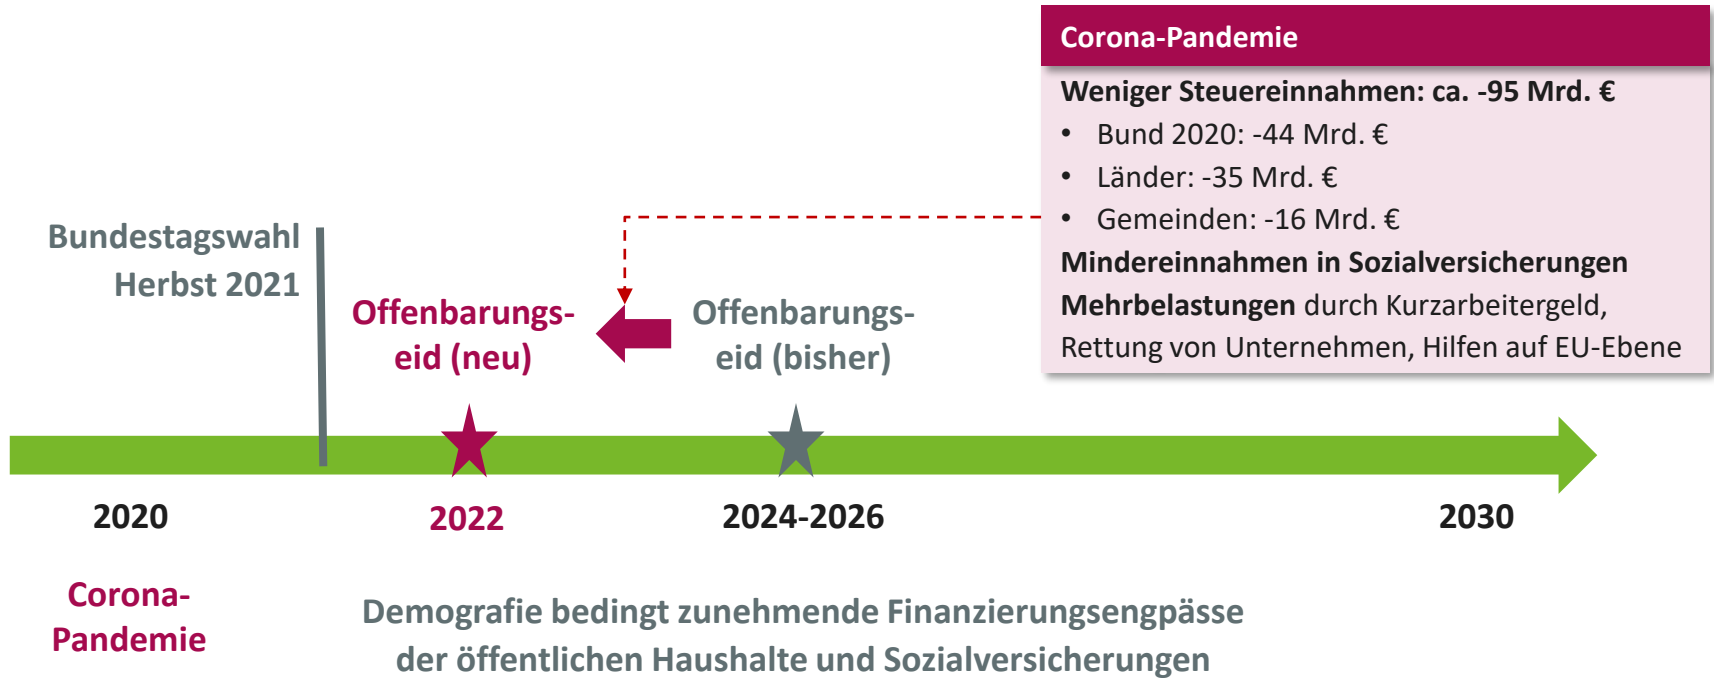 Corona-Pandemie
Weniger Steuereinnahmen: ca. -95 Mrd. €
• Bund 2020: -44 Mrd. €
• Länder: -35 Mrd. €
• Gemeinden: -16 Mrd. €
Mindereinnahmen in Sozialversicherungen
Mehrbelastungen durch Kurzarbeitergeld,
Rettung von Unternehmen, Hilfen auf EU-Ebene
Bundestagswahl
Herbst 2021
Offenbarungs-
eid (neu)
Offenbarungs-
eid (bisher)
2020
2022
2024-2026
2030
Corona-
Pandemie
Demografie bedingt zunehmende Finanzierungsengpässe
der öffentlichen Haushalte und Sozialversicherungen